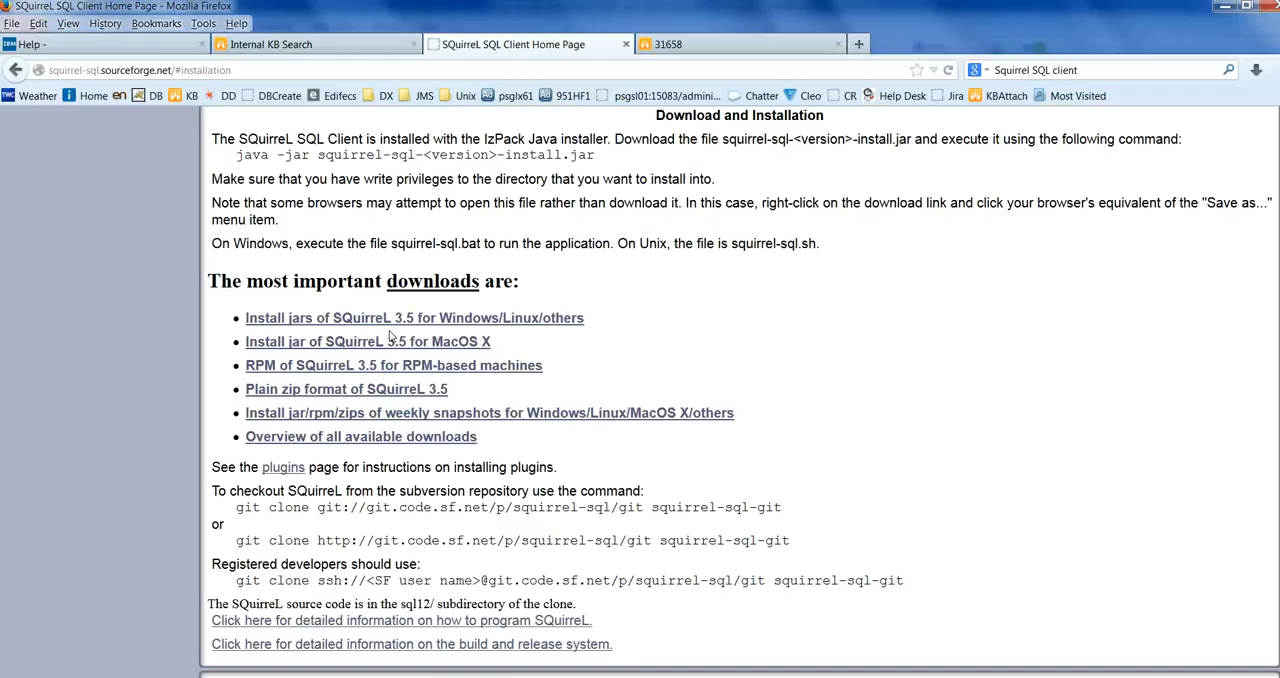 SQuirreL SQL Client Home Page - Mozilla Firefox
File Edit View History Bookmarks Tools Help
IBM Help - × Internal KB Search × SQuirreL SQL Client Home Page × 31658 × +
squirrel-sql.sourceforge.net/#installation Squirrel SQL client
TWC Weather Home en DB KB DD DBCreate Edifecs DX JMS Unix psglx61 951HF1 psgsl01:15083/admini... Chatter Cleo CR Help Desk Jira KBAttach Most Visited
Download and Installation
The SQuirreL SQL Client is installed with the IzPack Java installer. Download the file squirrel-sql-<version>-install.jar and execute it using the following command:
java -jar squirrel-sql-<version>-install.jar
Make sure that you have write privileges to the directory that you want to install into.
Note that some browsers may attempt to open this file rather than download it. In this case, right-click on the download link and click your browser's equivalent of the "Save as..."
menu item.
On Windows, execute the file squirrel-sql.bat to run the application. On Unix, the file is squirrel-sql.sh.
The most important downloads are:
• Install jars of SQuirreL 3.5 for Windows/Linux/others
• Install jar of SQuirreL 3.5 for MacOS X
• RPM of SQuirreL 3.5 for RPM-based machines
• Plain zip format of SQuirreL 3.5
• Install jar/rpm/zips of weekly snapshots for Windows/Linux/MacOS X/others
• Overview of all available downloads
See the plugins page for instructions on installing plugins.
To checkout SQuirreL from the subversion repository use the command:
git clone git://git.code.sf.net/p/squirrel-sql/git squirrel-sql-git
or
git clone http://git.code.sf.net/p/squirrel-sql/git squirrel-sql-git
Registered developers should use:
git clone ssh://<SF user name>@git.code.sf.net/p/squirrel-sql/git squirrel-sql-git
The SQuirreL source code is in the sql12/ subdirectory of the clone.
Click here for detailed information on how to program SQuirreL.
Click here for detailed information on the build and release system.